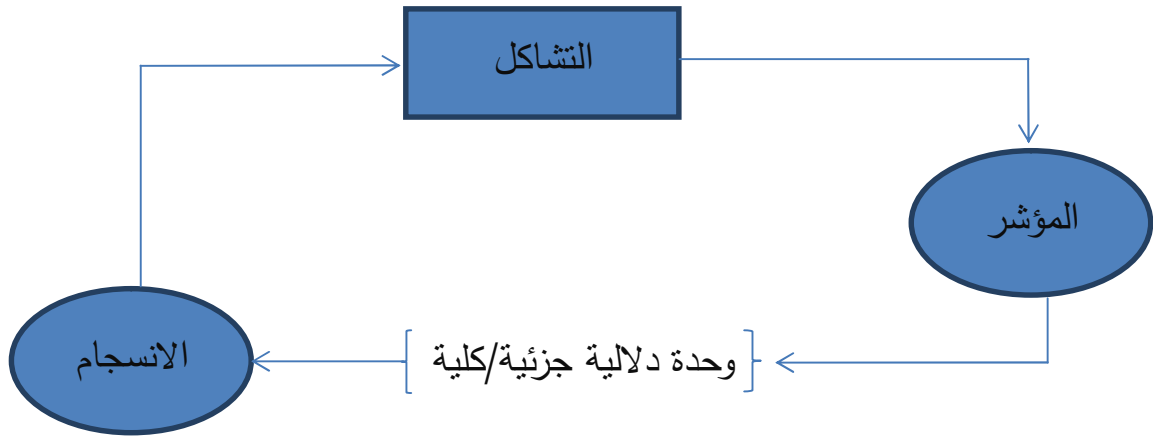 التشاكل
المؤشر
وحدة دلالية جزئية/كلية
الانسجام